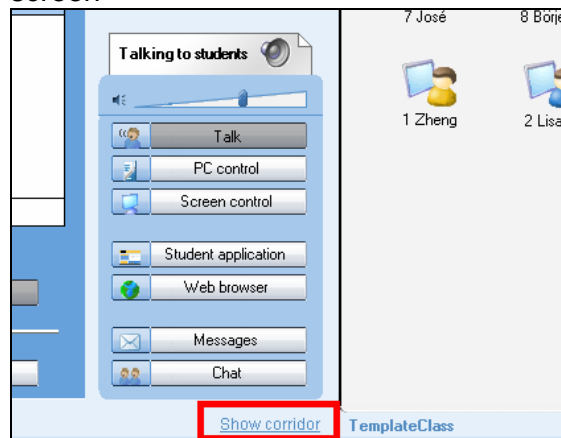 screen
7 José
8 Börje
Talking to students
1 Zheng
2 Lisa
Talk
PC control
Screen control
Student application
Web browser
Messages
Chat
Show corridor
TemplateClass